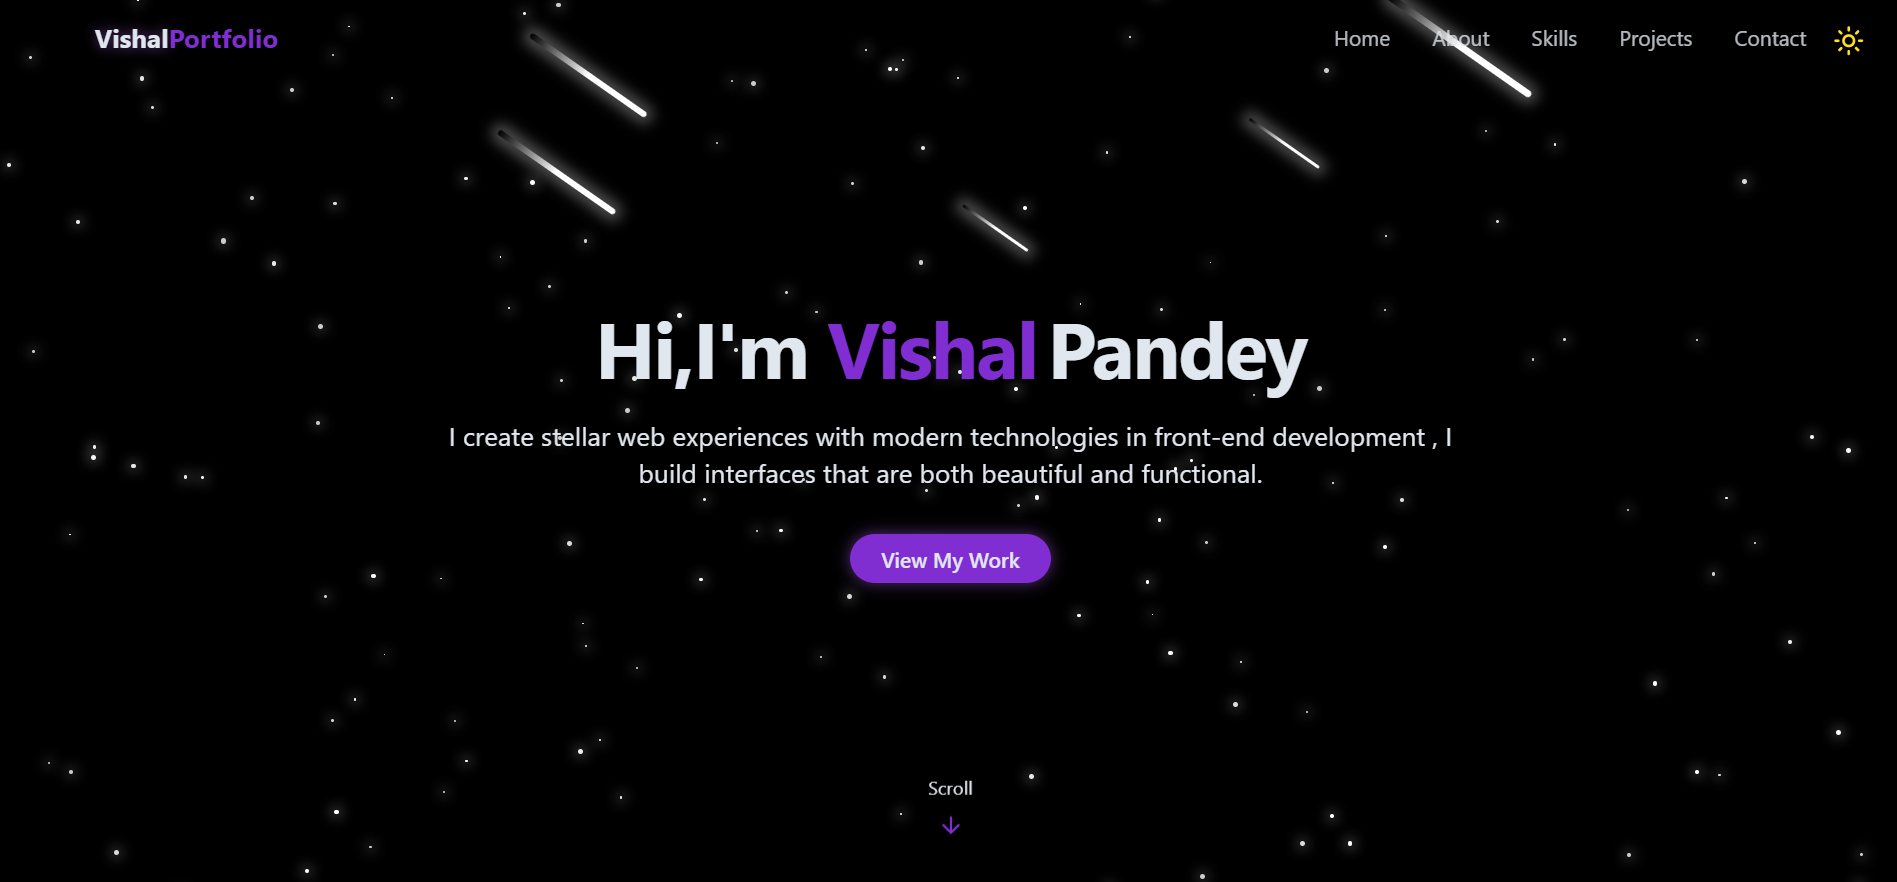 VishalPortfolio
Home About Skills Projects Contact
Hi,I'm Vishal Pandey
I create stellar web experiences with modern technologies in front-end development , I
build interfaces that are both beautiful and functional.
View My Work
Scroll